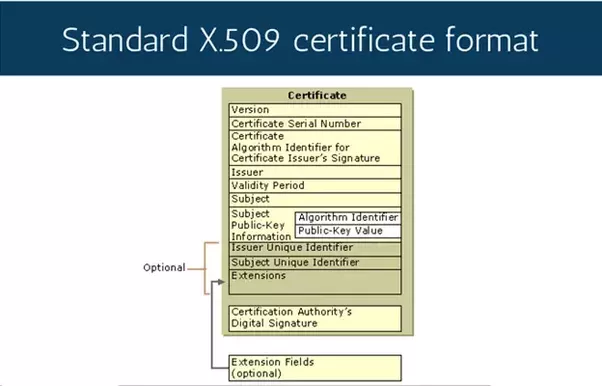 Standard X.509 certificate format
Certificate
Version
Certificate Serial Number
Certificate
Algorithm Identifier for
Certificate Issuer's Signature
Issuer
Validity Period
Subject
Subject
Public-Key
Information
Algorithm Identifier
Public-Key Value
Issuer Unique Identifier
Subject Unique Identifier
Extensions
Optional
Certification Authority's
Digital Signature
Extension Fields
(optional)